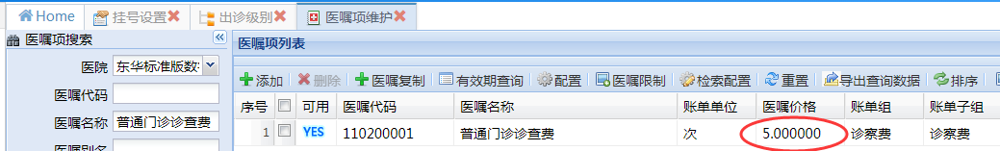 Home 挂号设置 出诊级别 医嘱项维护
医嘱项搜索
医嘱项列表
医院 东华标准版数
添加 删除 医嘱复制 有效期查询 配置 医嘱限制 检索配置 重置 导出查询数据 排序
医嘱代码
序号 可用 医嘱代码 医嘱名称 账单单位 医嘱价格 账单组 账单子组
医嘱名称 普通门诊诊查费
1 YES 110200001 普通门诊诊查费 次 5.000000 诊察费 诊察费